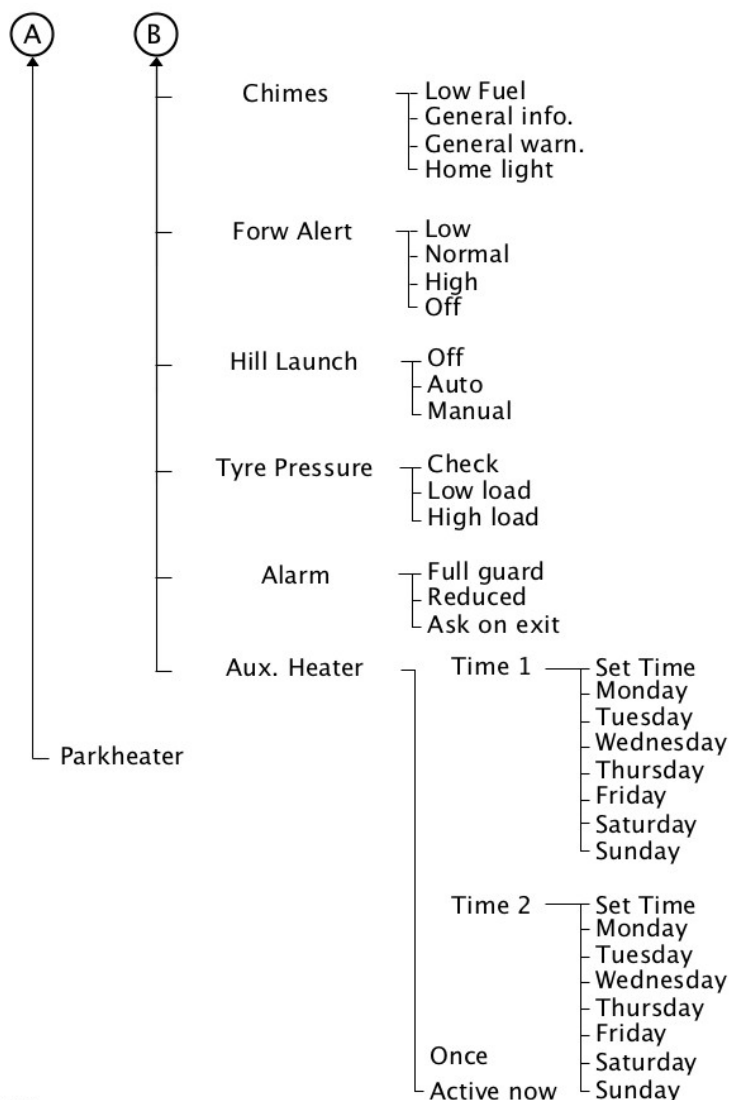 A B
Chimes Low Fuel
General info.
General warn.
Home light
Forw Alert Low
Normal
High
Off
Hill Launch Off
Auto
Manual
Tyre Pressure Check
Low load
High load
Alarm Full guard
Reduced
Ask on exit
Aux. Heater Time 1 Set Time
Monday
Tuesday
Wednesday
Parkheater
Thursday
Friday
Saturday
Sunday
Time 2 Set Time
Monday
Tuesday
Wednesday
Thursday
Friday
Once
Saturday
Active now Sunday